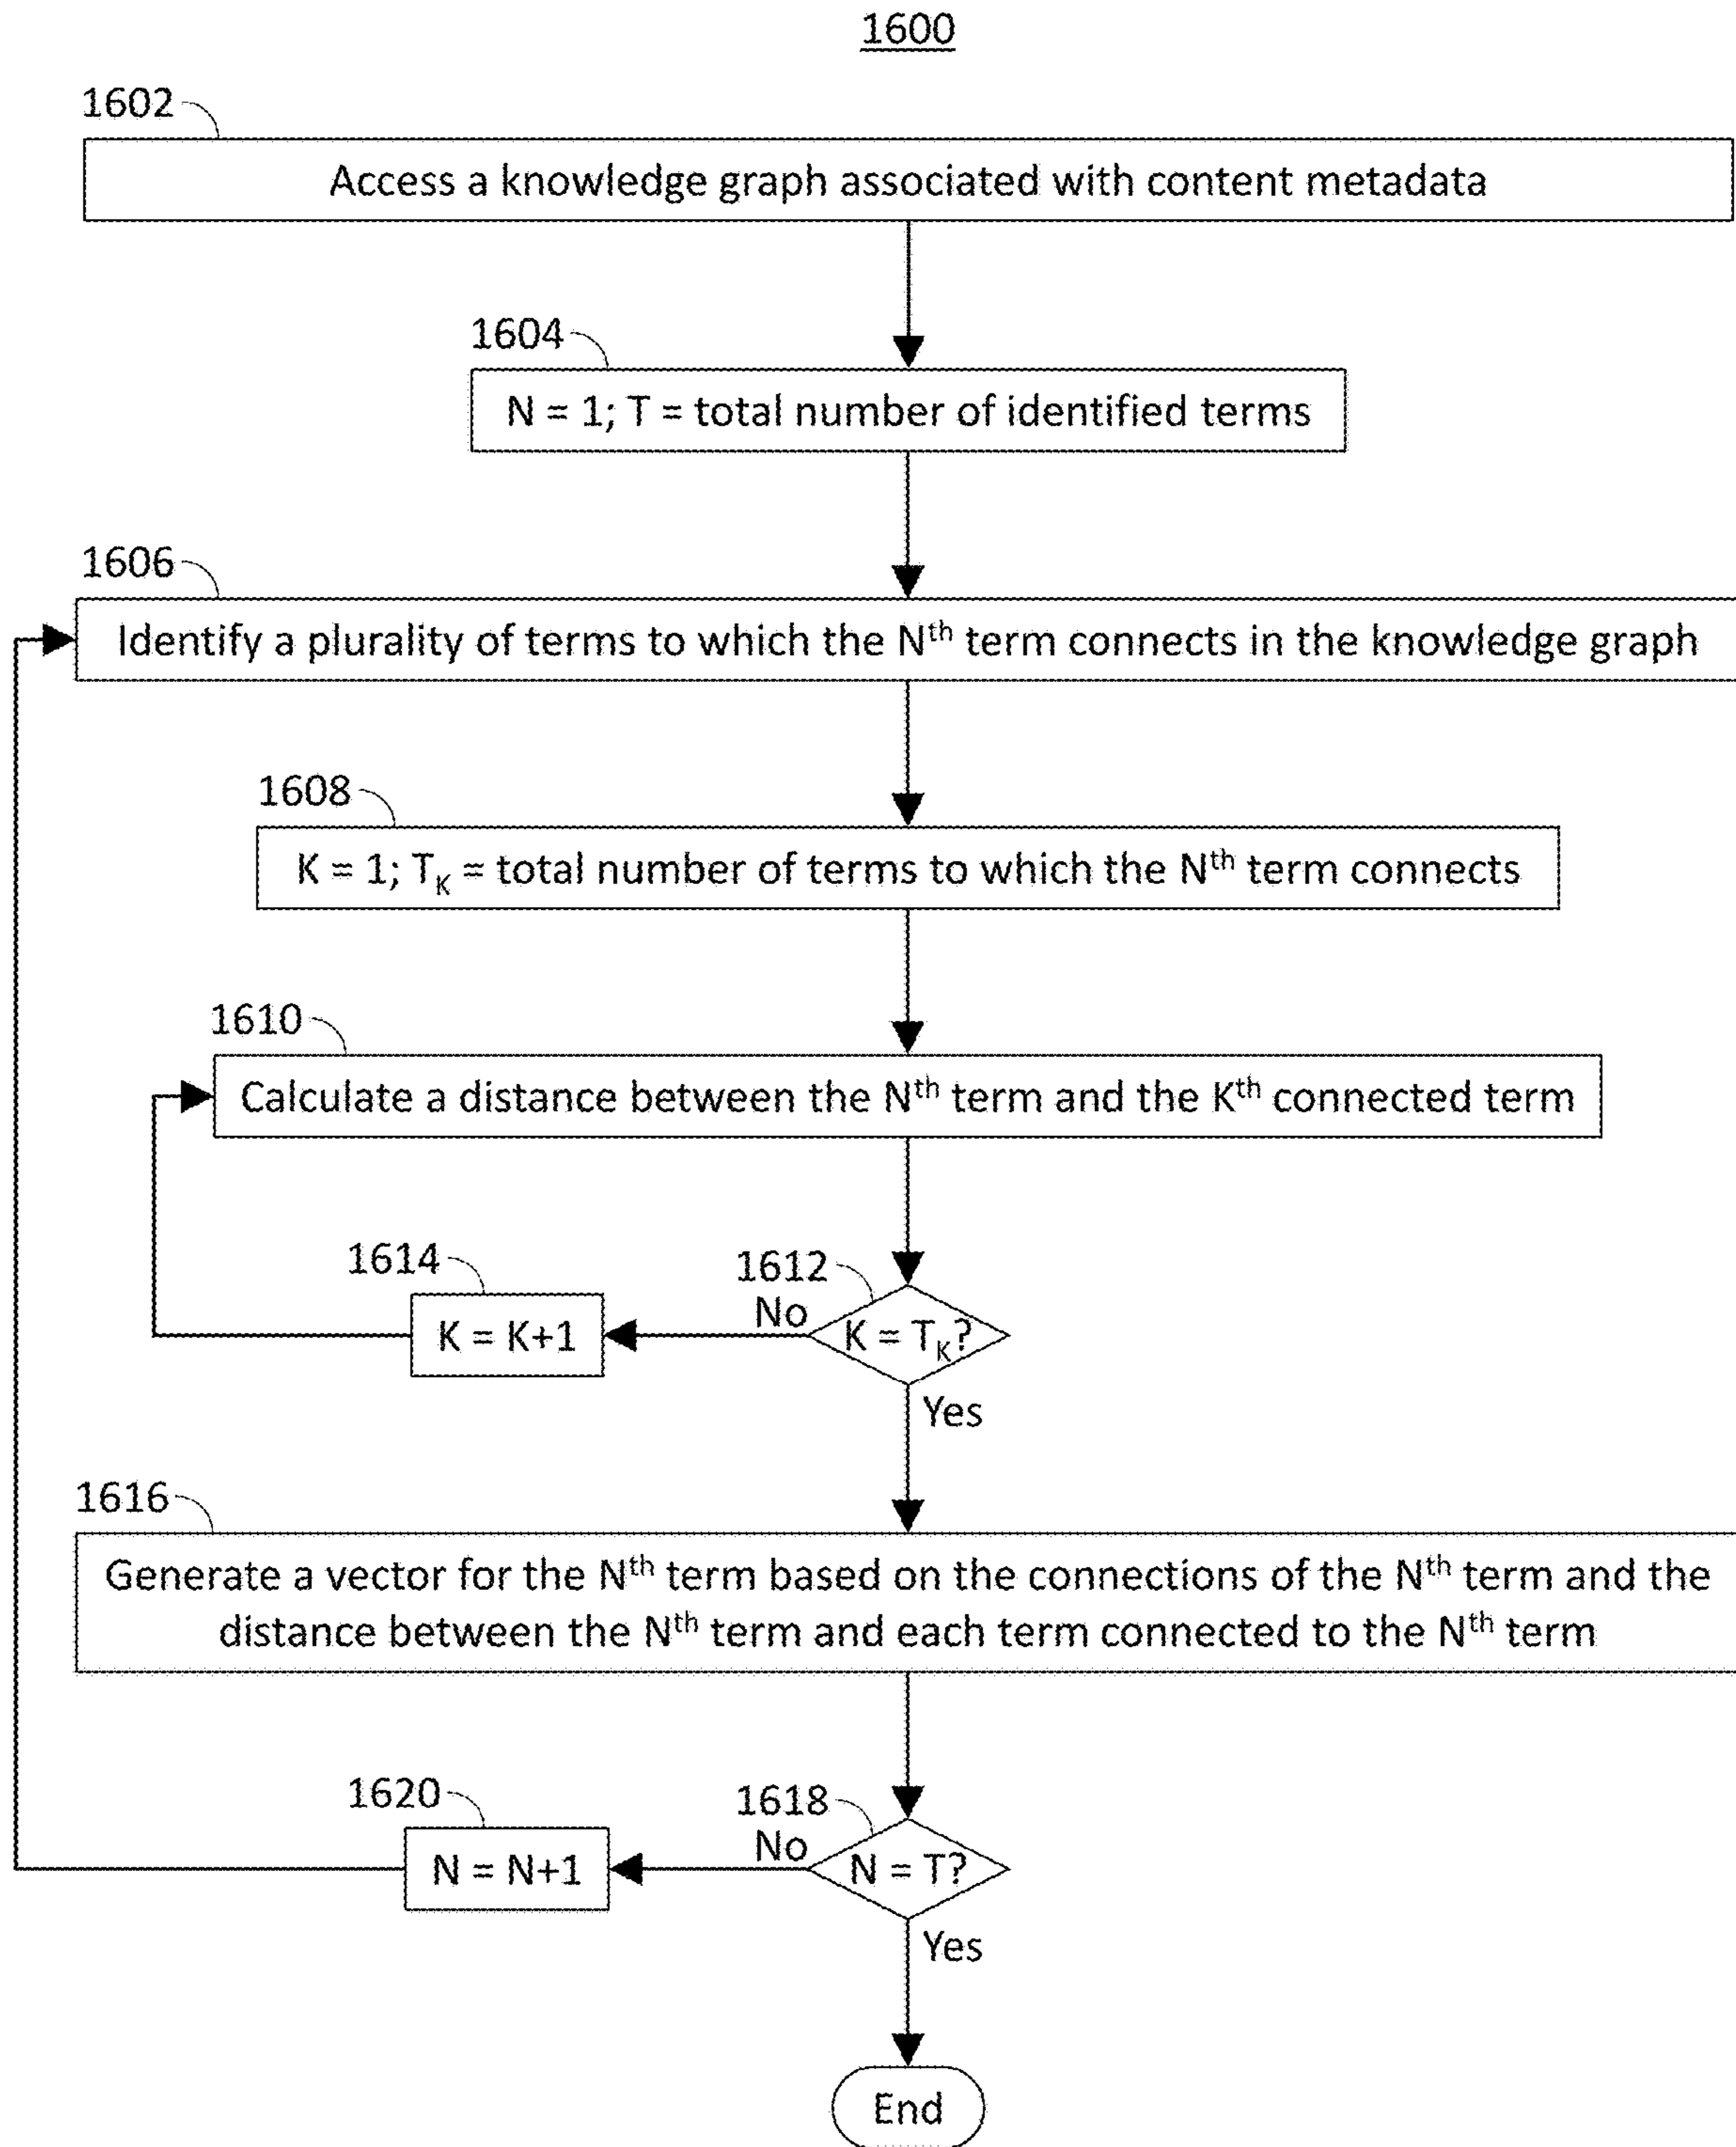 1600
1602
Access a knowledge graph associated with content metadata
1604
N = 1; T = total number of identified terms
1606
Identify a plurality of terms to which the Nth term connects in the knowledge graph
1608
K = 1; TK = total number of terms to which the Nth term connects
1610
Calculate a distance between the Nth term and the Kth connected term
1614
1612
No
K = K+1
K = TK?
Yes
1616
Generate a vector for the Nth term based on the connections of the Nth term and the
distance between the Nth term and each term connected to the Nth term
1620
1618
No
N = N+1
N = T?
Yes
End